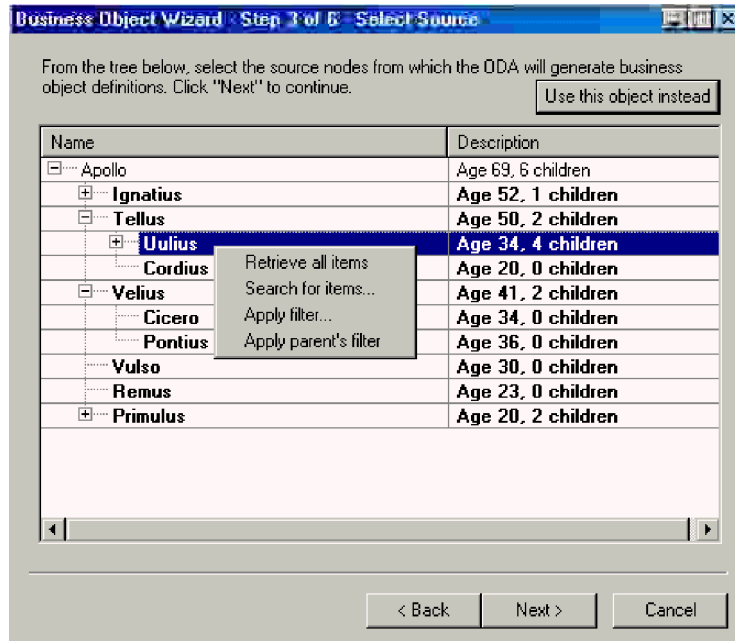 Business Object Wizard - Step 3 of 6 - Select Source
From the tree below, select the source nodes from which the ODA will generate business
object definitions. Click "Next" to continue.
Use this object instead
Name Description
Apollo Age 69, 6 children
Ignatius Age 52, 1 children
Tellus Age 50, 2 children
Uulius Age 34, 4 children
Cordius Age 20, 0 children
Velius Age 41, 2 children
Cicero Age 34, 0 children
Pontius Age 36, 0 children
Vulso Age 30, 0 children
Remus Age 23, 0 children
Primulus Age 20, 2 children
Retrieve all items
Search for items...
Apply filter...
Apply parent's filter
< Back Next > Cancel